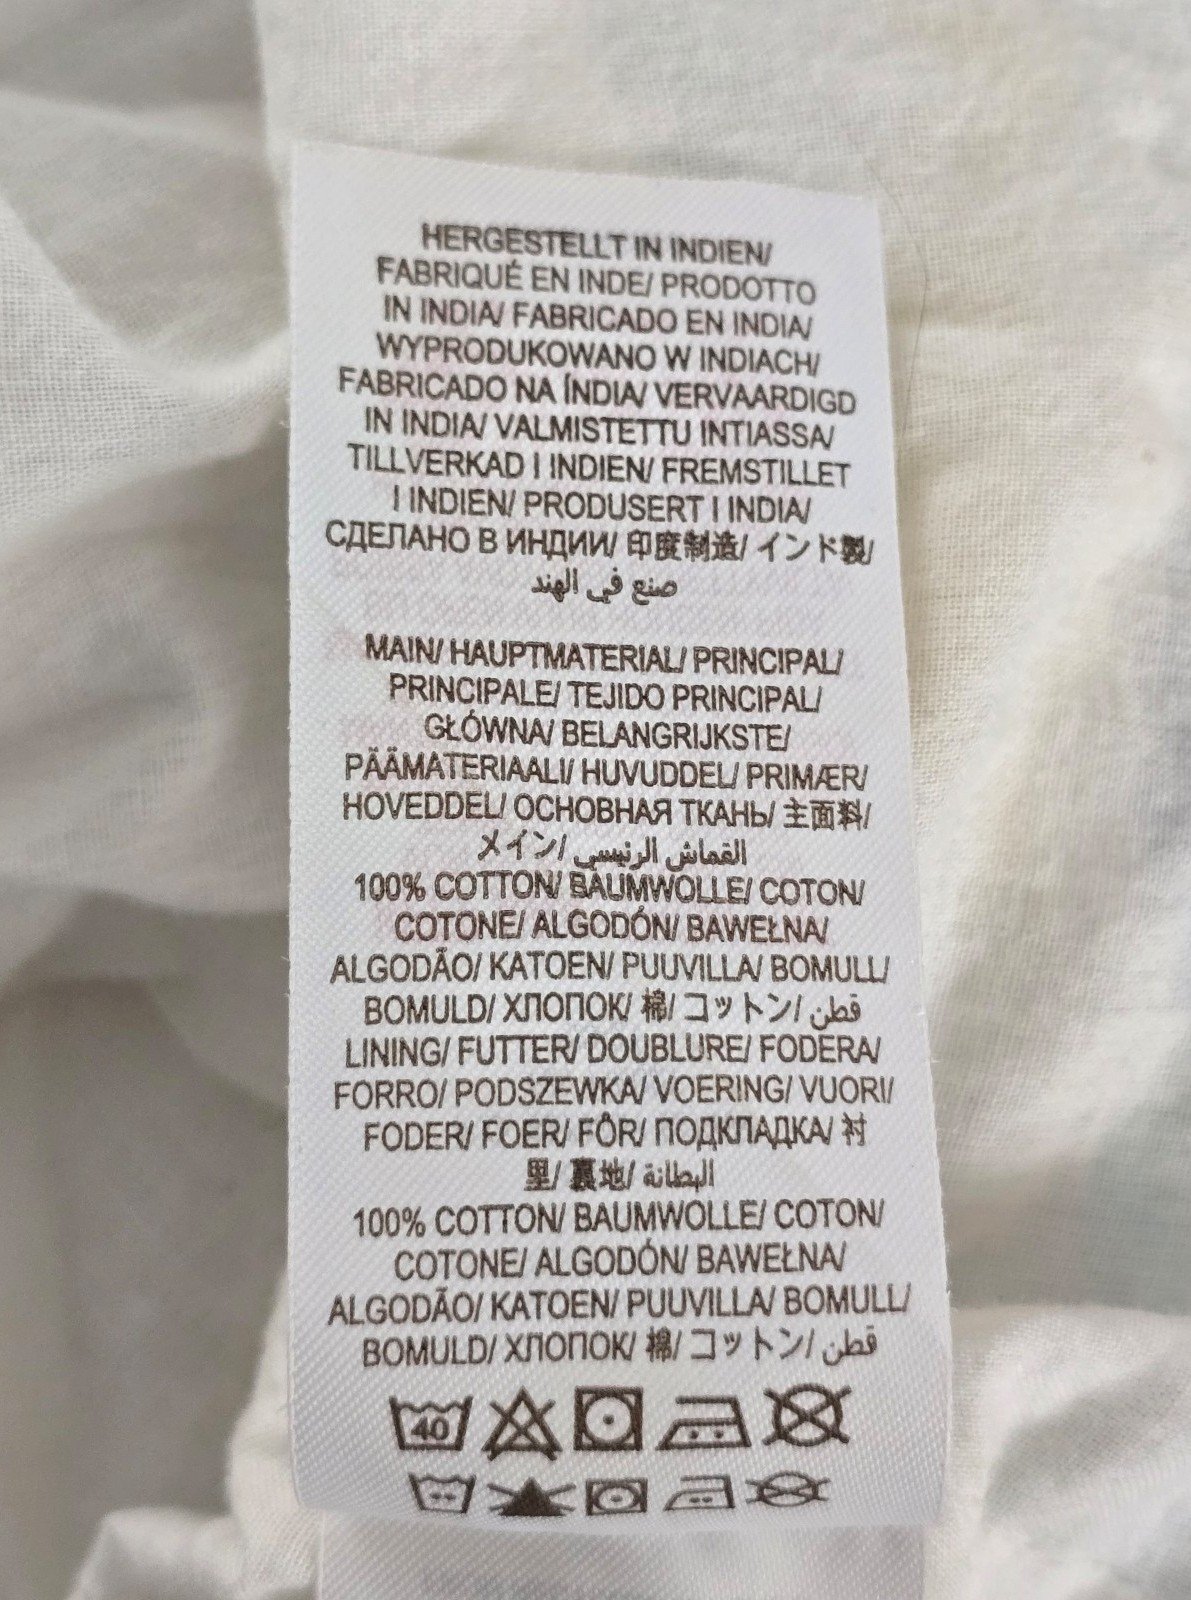 HERGESTELLT IN INDIEN/
FABRIQUÉ EN INDE/ PRODOTTO
IN INDIA/ FABRICADO EN INDIA/
WYPRODUKOWANO W INDIACH/
FABRICADO NA ÍNDIA/ VERVAARDIGD
IN INDIA/ VALMISTETTU INTIASSA/
TILLVERKAD I INDIEN/ FREMSTILLET
I INDIEN/ PRODUSERT I INDIA/
СДЕЛАНО В ИНДИИ/ 印度制造/ インド製/
صنع في الهند
MAIN/ HAUPTMATERIAL/ PRINCIPAL/
PRINCIPALE/ TEJIDO PRINCIPAL/
GŁÓWNA/ BELANGRIJKSTE/
PÄÄMATERIAALI/ HUVUDDEL/ PRIMÆR/
HOVEDDEL/ ОСНОВНАЯ ТКАНЬ/ 主面料/
メイン/ القماش الرئيسي
100% COTTON/ BAUMWOLLE/ COTON/
COTONE/ ALGODÓN/ BAWEŁNA/
ALGODÃO/ KATOEN/ PUUVILLA/ BOMULL/
BOMULD/ ХЛОПОК/ 棉/ コットン/ قطن
LINING/ FUTTER/ DOUBLURE/ FODERA/
FORRO/ PODSZEWKA/ VOERING/ VUORI/
FODER/ FOER/ FÔR/ ПОДКЛАДКА/ 衬
里/ 裏地/ البطانة
100% COTTON/ BAUMWOLLE/ COTON/
COTONE/ ALGODÓN/ BAWEŁNA/
ALGODÃO/ KATOEN/ PUUVILLA/ BOMULL/
BOMULD/ ХЛОПОК/ 棉/ コットン/ قطن
40